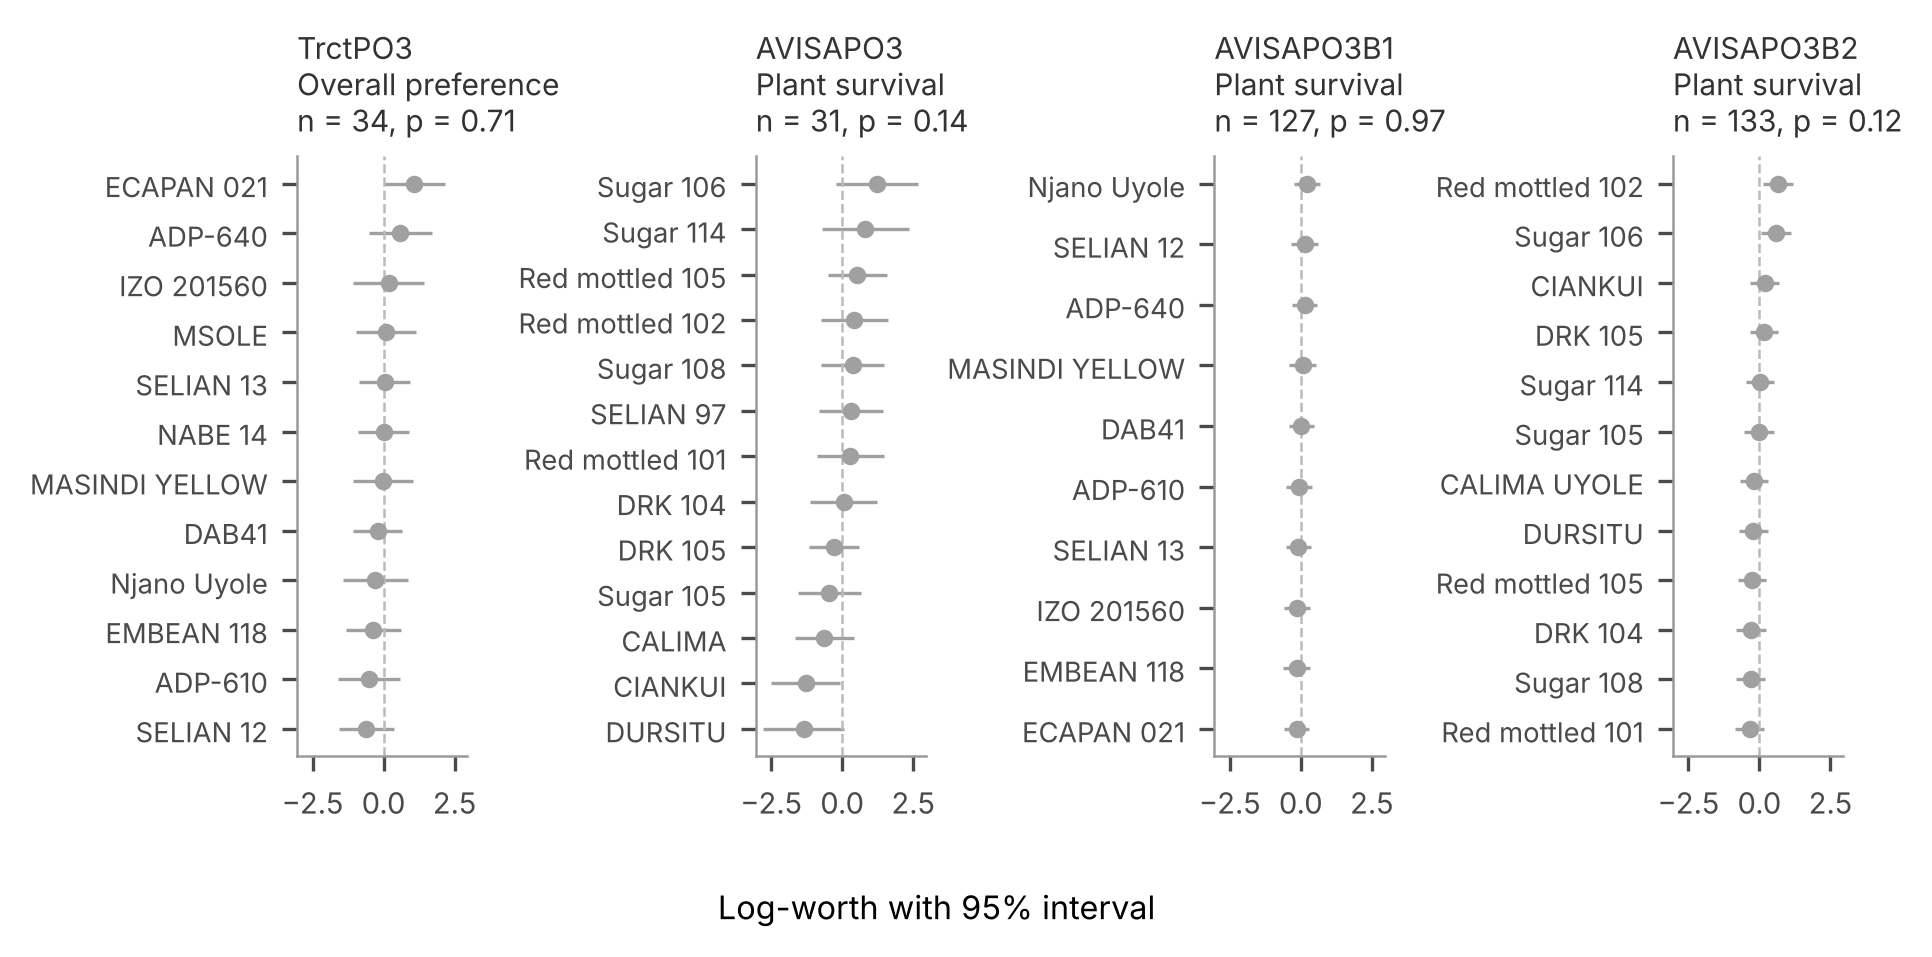 TrctPO3
Overall preference
n = 34, p = 0.71
ECAPAN 021
ADP-640
IZO 201560
MSOLE
SELIAN 13
NABE 14
MASINDI YELLOW
DAB41
Njano Uyole
EMBEAN 118
ADP-610
SELIAN 12
−2.5 0.0 2.5
AVISAPO3
Plant survival
n = 31, p = 0.14
Sugar 106
Sugar 114
Red mottled 105
Red mottled 102
Sugar 108
SELIAN 97
Red mottled 101
DRK 104
DRK 105
Sugar 105
CALIMA
CIANKUI
DURSITU
−2.5 0.0 2.5
AVISAPO3B1
Plant survival
n = 127, p = 0.97
Njano Uyole
SELIAN 12
ADP-640
MASINDI YELLOW
DAB41
ADP-610
SELIAN 13
IZO 201560
EMBEAN 118
ECAPAN 021
−2.5 0.0 2.5
AVISAPO3B2
Plant survival
n = 133, p = 0.12
Red mottled 102
Sugar 106
CIANKUI
DRK 105
Sugar 114
Sugar 105
CALIMA UYOLE
DURSITU
Red mottled 105
DRK 104
Sugar 108
Red mottled 101
−2.5 0.0 2.5
Log-worth with 95% interval